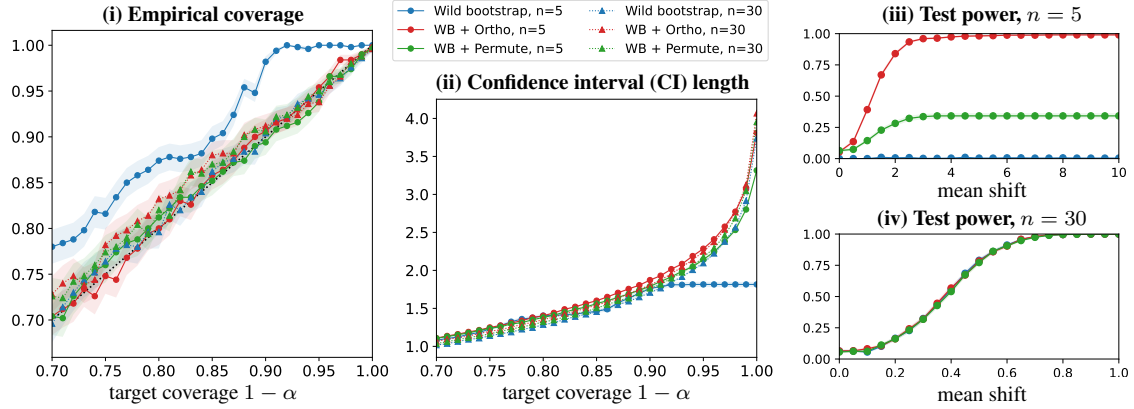 (i) Empirical coverage
1.00
0.95
0.90
0.85
0.80
0.75
0.70
0.70 0.75 0.80 0.85 0.90 0.95 1.00
target coverage 1 − α
Wild bootstrap, n=5 Wild bootstrap, n=30
WB + Ortho, n=5 WB + Ortho, n=30
WB + Permute, n=5 WB + Permute, n=30
(ii) Confidence interval (CI) length
4.0
3.5
3.0
2.5
2.0
1.5
1.0
0.70 0.75 0.80 0.85 0.90 0.95 1.00
target coverage 1 − α
(iii) Test power, n = 5
1.00
0.75
0.50
0.25
0.00
0 2 4 6 8 10
mean shift
(iv) Test power, n = 30
1.00
0.75
0.50
0.25
0.00
0.0 0.2 0.4 0.6 0.8 1.0
mean shift